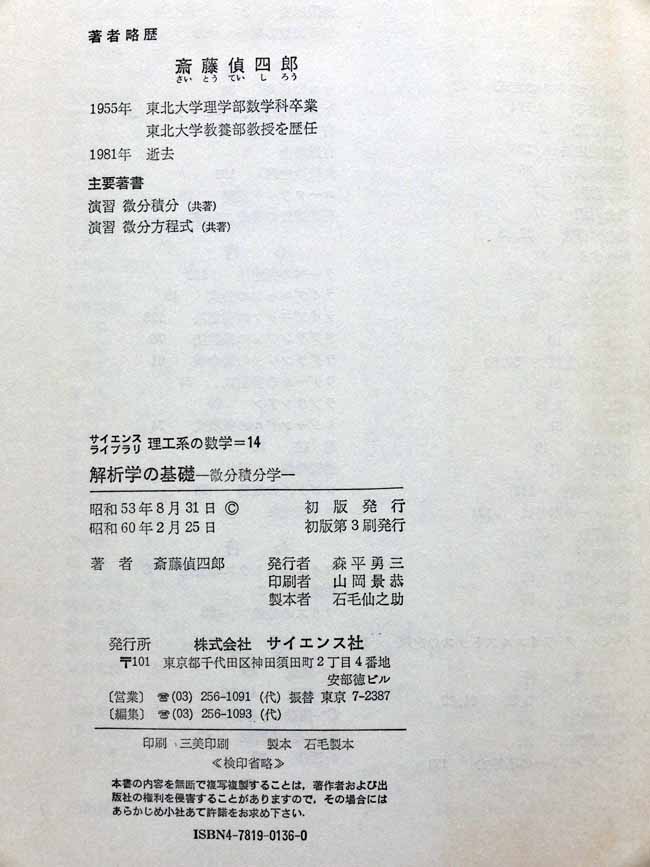 著者略歴
斎藤偵四郎
さいとうていしろう
1955年 東北大学理学部数学科卒業
東北大学教養部教授を歴任
1981年 逝去
主要著書
演習 微分積分 (共著)
演習 微分方程式 (共著)
サイエンスライブラリ 理工系の数学=14
解析学の基礎―微分積分学―
昭和53年8月31日 © 初版発行
昭和60年2月25日 初版第3刷発行
著者 斎藤偵四郎 発行者 森平勇三
印刷者 山岡景恭
製本者 石毛仙之助
発行所 株式会社 サイエンス社
〒101 東京都千代田区神田須田町2丁目4番地
安部徳ビル
〔営業〕 ☎(03) 256-1091 (代) 振替 東京 7-2387
〔編集〕 ☎(03) 256-1093 (代)
印刷 三美印刷 製本 石毛製本
≪検印省略≫
本書の内容を無断で複写複製することは,著作者および出
版社の権利を侵害することがありますので,その場合には
あらかじめ小社あて許諾をお求め下さい.
ISBN4-7819-0136-0